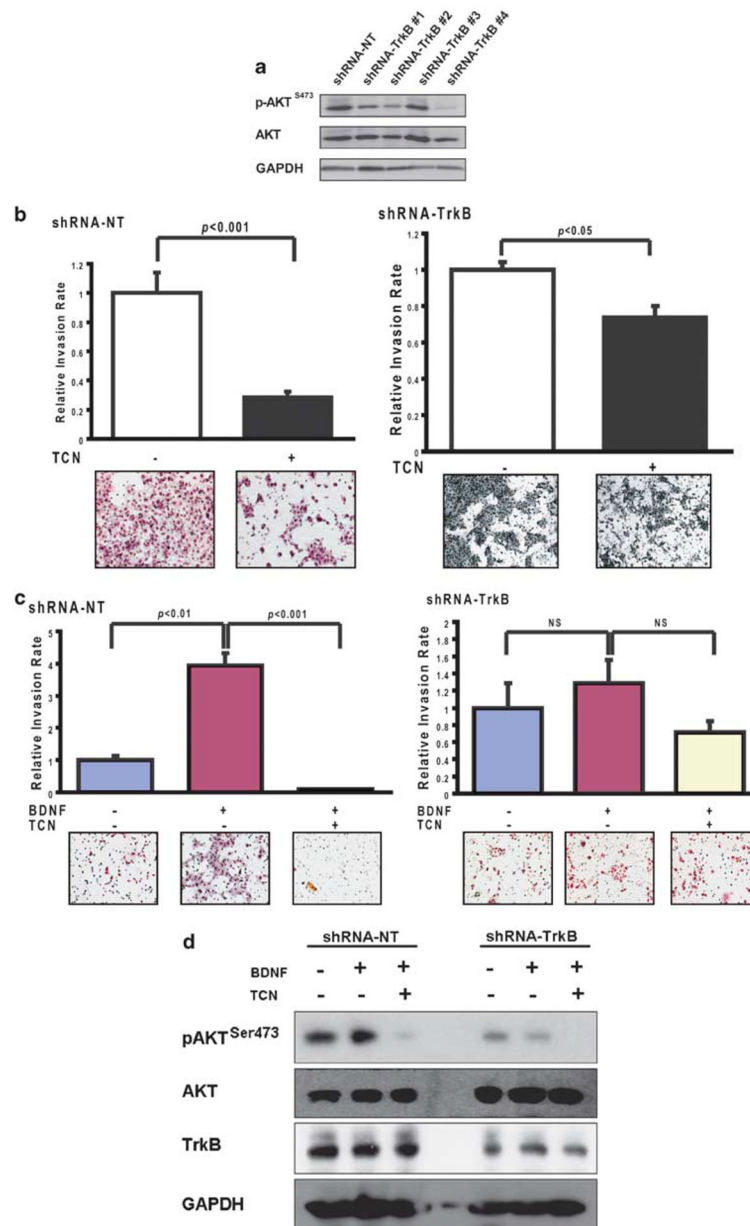 a
shRNA-NT
shRNA-TrkB #1
shRNA-TrkB #2
shRNA-TrkB #3
shRNA-TrkB #4
p-AKT S473
AKT
GAPDH
b
shRNA-NT
p<0.001
Relative Invasion Rate
1.2
1
0.8
0.6
0.4
0.2
0
TCN - +
shRNA-TrkB
p<0.05
Relative Invasion Rate
1.2
1
0.8
0.6
0.4
0.2
0
TCN - +
c
shRNA-NT
p<0.01 p<0.001
Relative Invasion Rate
5
4
3
2
1
0
BDNF - + +
TCN - - +
shRNA-TrkB
NS NS
Relative Invasion Rate
2
1.8
1.6
1.4
1.2
1
0.8
0.6
0.4
0.2
0
BDNF - + +
TCN - - +
d
shRNA-NT shRNA-TrkB
BDNF - + + - + +
TCN - - + - - +
pAKT Ser473
AKT
TrkB
GAPDH